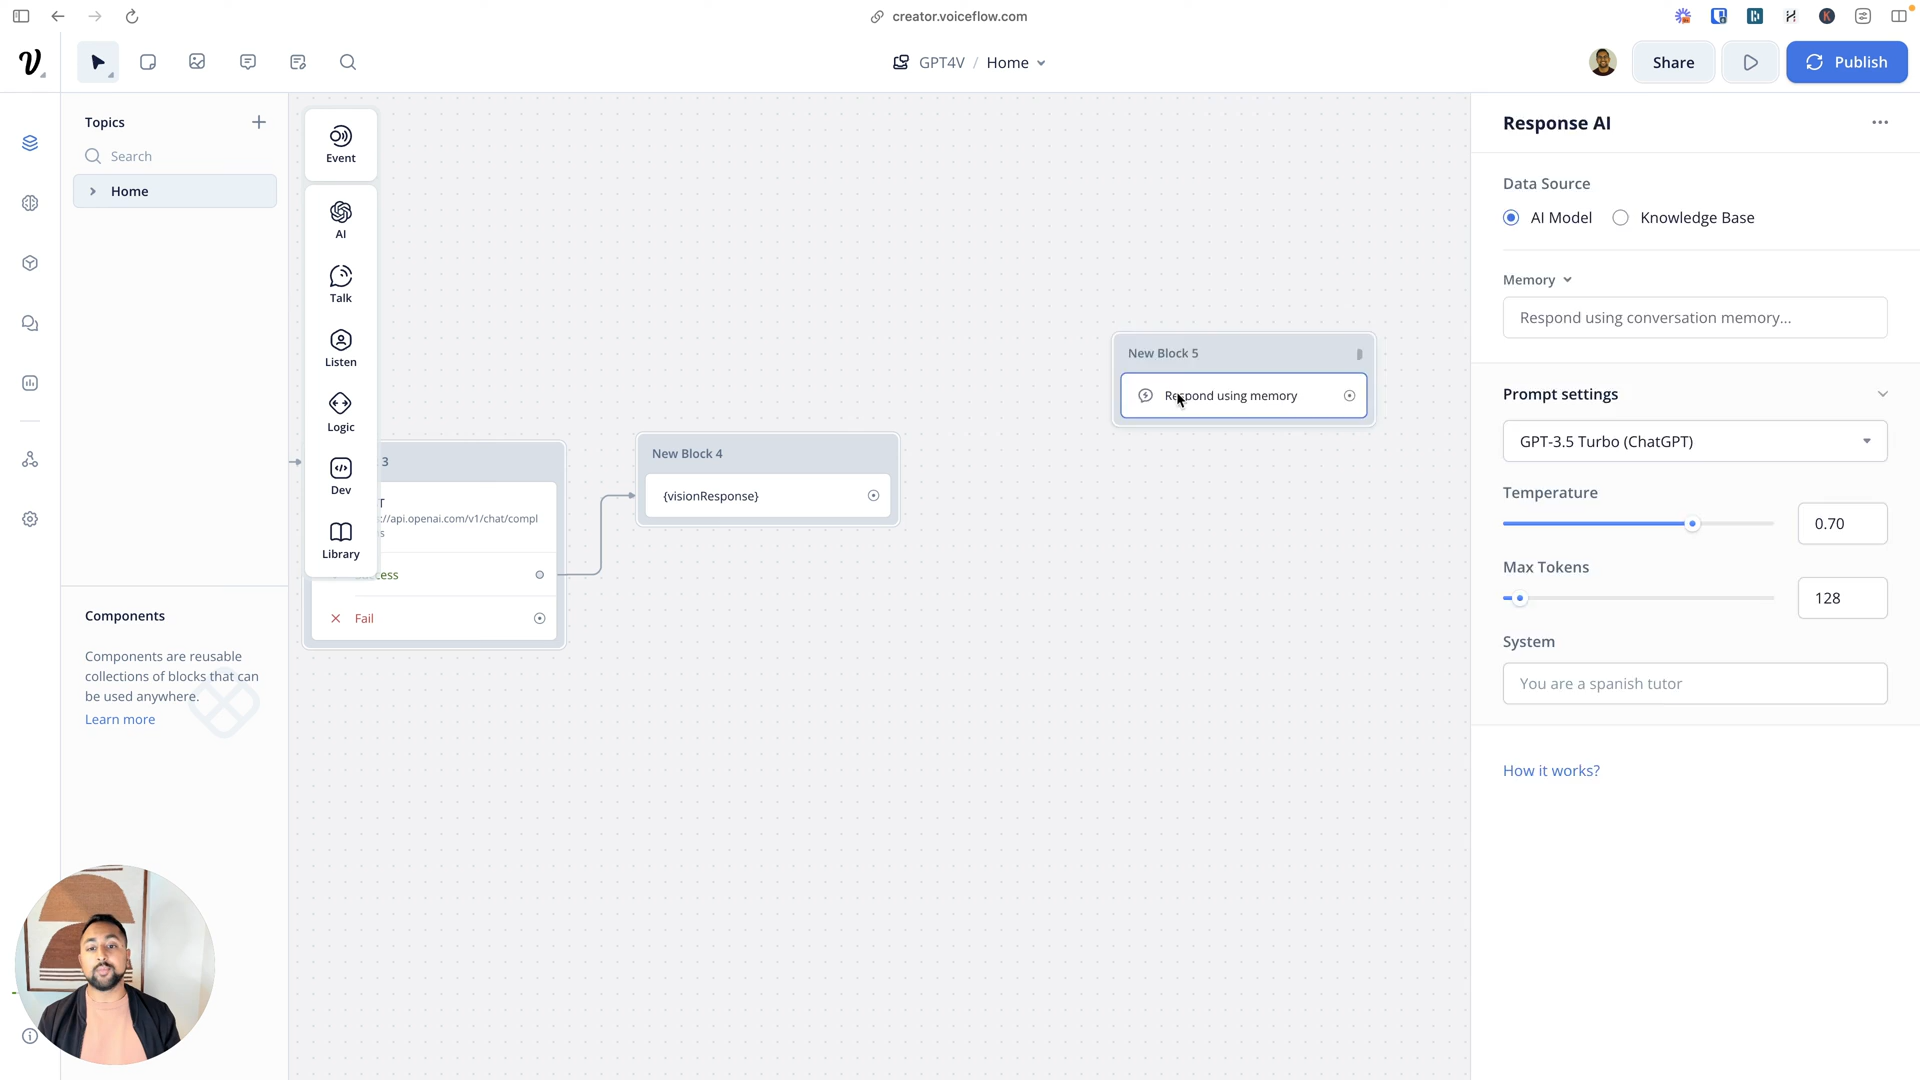 creator.voiceflow.com
GPT4V / Home
Share
Publish
Topics
Search
Home
Event
AI
Talk
Listen
Logic
Dev
Library
3
T
://api.openai.com/v1/chat/compl
s
cess
Fail
New Block 4
{visionResponse}
New Block 5
Respond using memory
Components
Components are reusable
collections of blocks that can
be used anywhere.
Learn more
Response AI
Data Source
AI Model
Knowledge Base
Memory
Respond using conversation memory...
Prompt settings
GPT-3.5 Turbo (ChatGPT)
Temperature
0.70
Max Tokens
128
System
You are a spanish tutor
How it works?